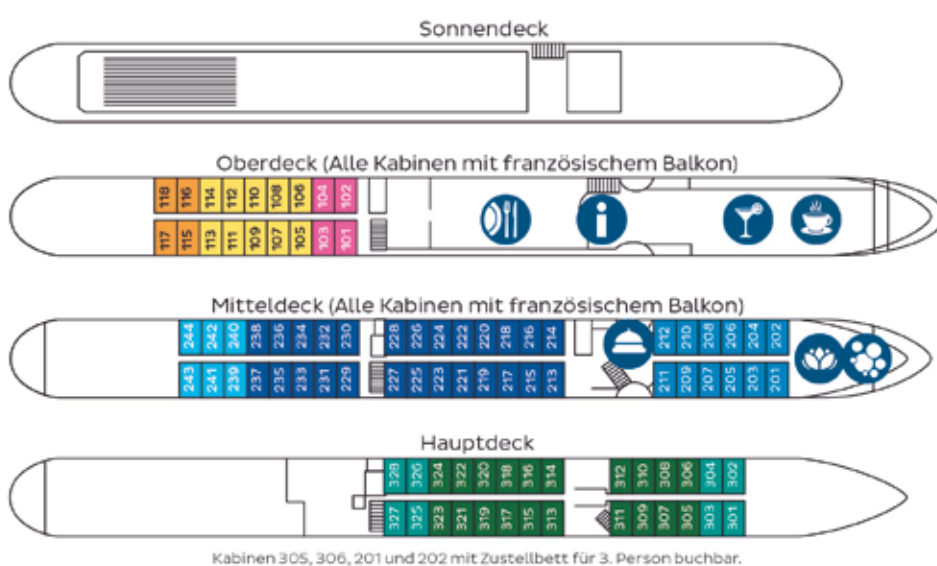 Sonnendeck
Oberdeck (Alle Kabinen mit französischem Balkon)
118 116 114 112 110 108 106 104 102
117 115 113 111 109 107 105 103 101
Mitteldeck (Alle Kabinen mit französischem Balkon)
244 242 240 238 236 234 232 230 228 226 224 222 220 218 216 214 212 210 208 206 204 202
243 241 239 237 235 233 231 229 227 225 223 221 219 217 215 213 211 209 207 205 203 201
Hauptdeck
328 326 324 322 320 318 316 314 312 310 308 306 304 302
327 325 323 321 319 317 315 313 311 309 307 305 303 301
Kabinen 305, 306, 201 und 202 mit Zustellbett für 3. Person buchbar.